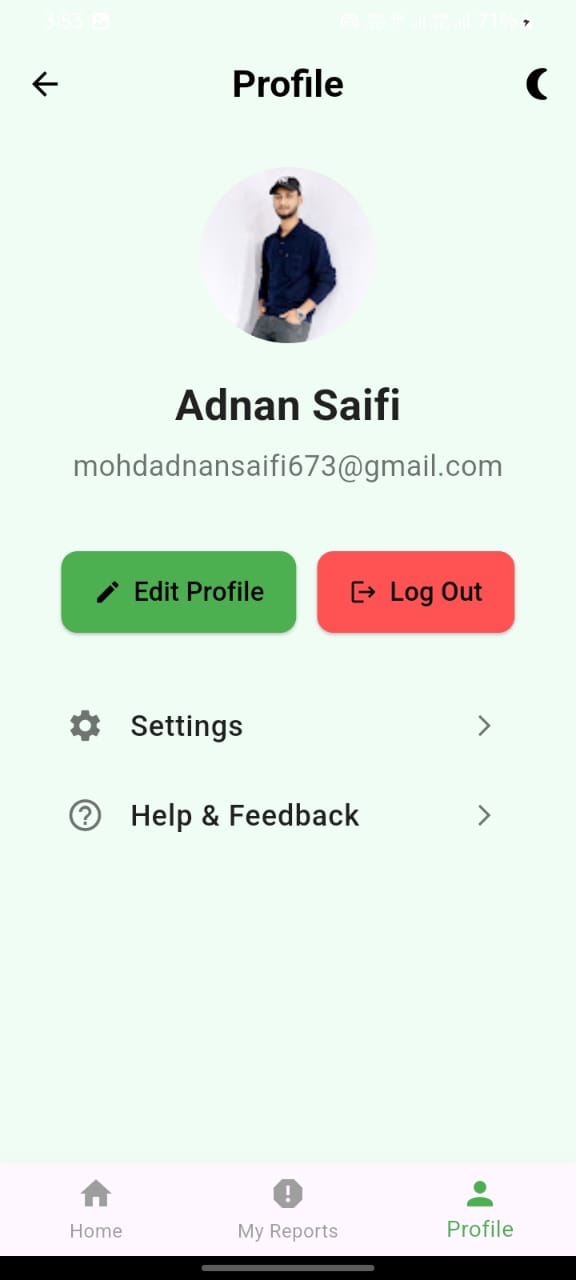 3:53
71%
Profile
Adnan Saifi
mohdadnansaifi673@gmail.com
Edit Profile
Log Out
Settings
Help & Feedback
Home
My Reports
Profile